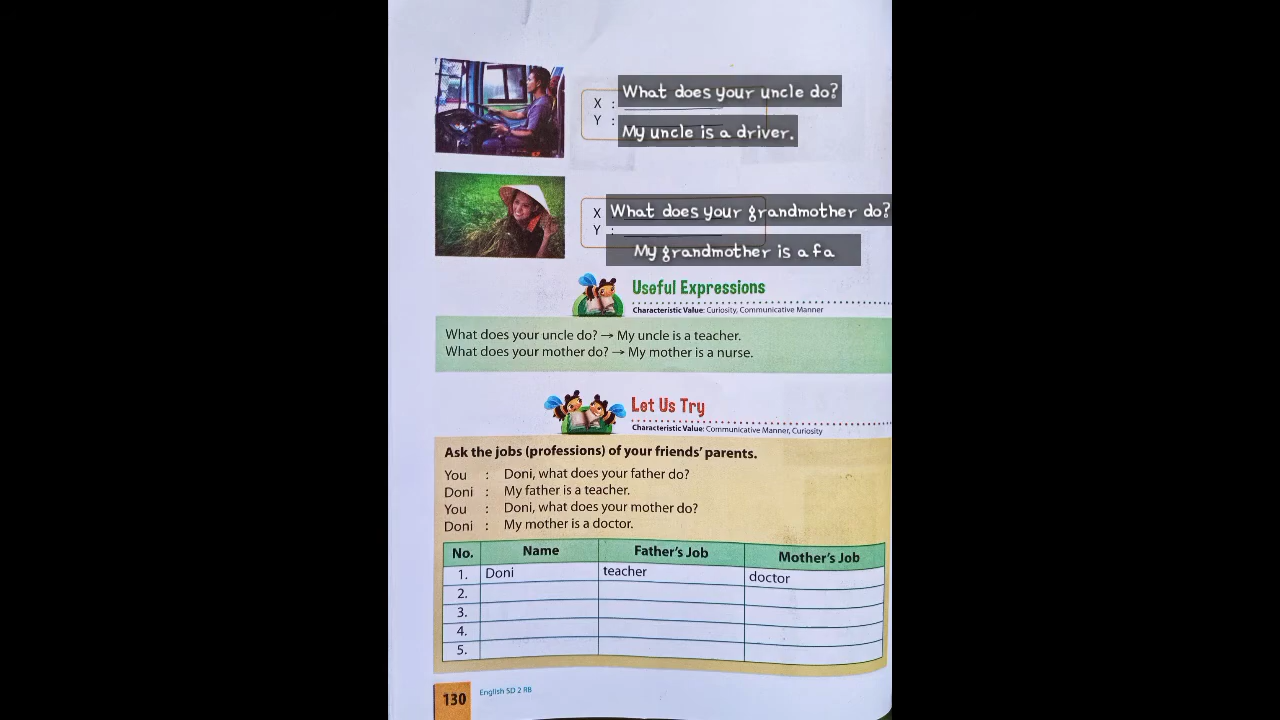 X : What does your uncle do?
Y : My uncle is a driver.
X What does your grandmother do?
Y : My grandmother is a fa
Useful Expressions
Characteristic Value: Curiosity, Communicative Manner
What does your uncle do? → My uncle is a teacher.
What does your mother do? → My mother is a nurse.
Let Us Try
Characteristic Value: Communicative Manner, Curiosity
Ask the jobs (professions) of your friends' parents.
You : Doni, what does your father do?
Doni : My father is a teacher.
You : Doni, what does your mother do?
Doni : My mother is a doctor.
No. Name Father's Job Mother's Job
1. Doni teacher doctor
2.
3.
4.
5.
130 English SD 2 RB